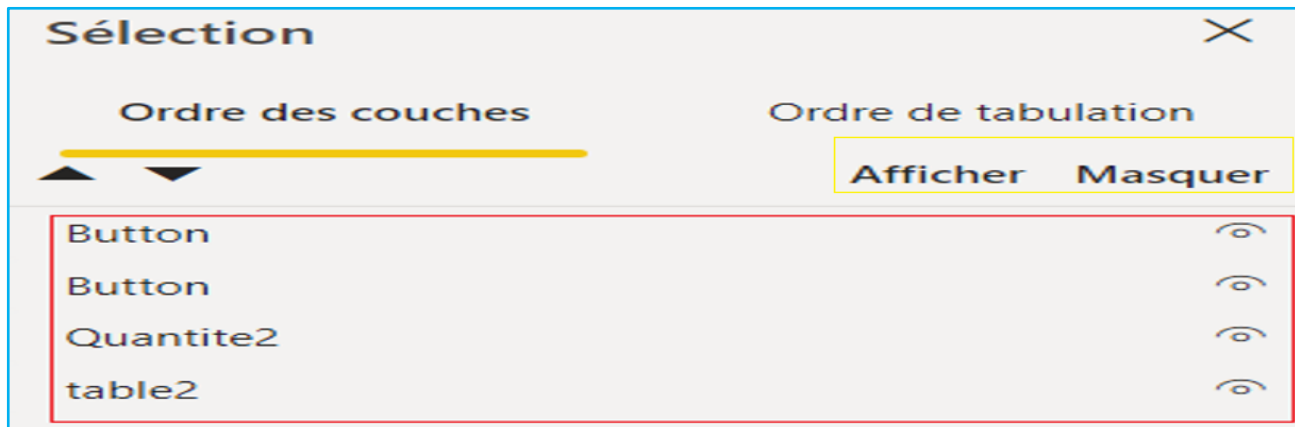 Sélection
Ordre des couches Ordre de tabulation
Afficher Masquer
Button
Button
Quantite2
table2